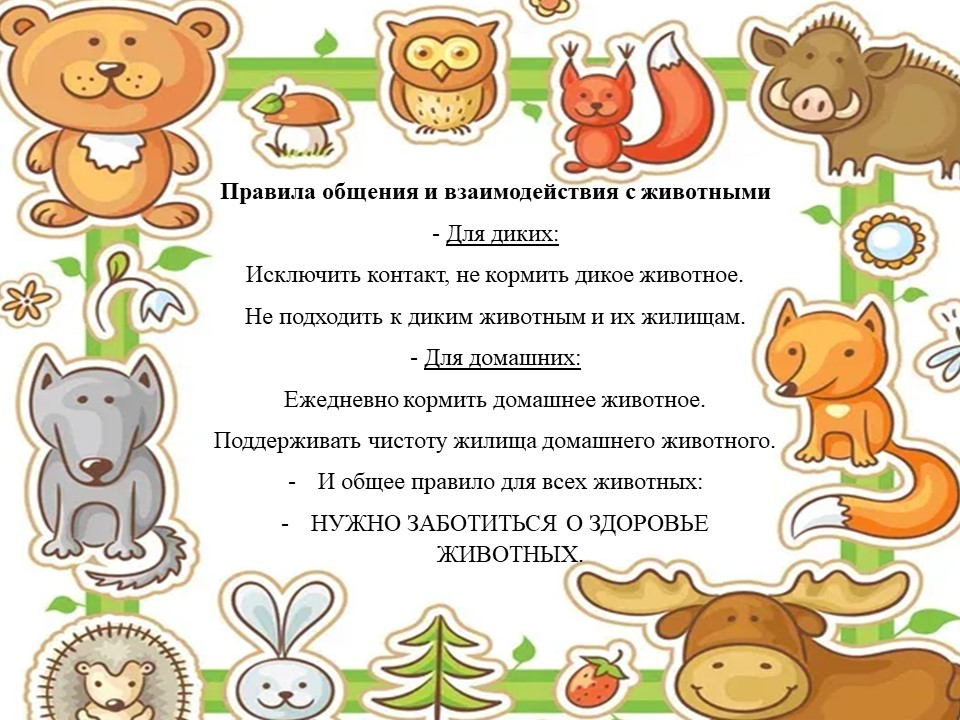 Правила общения и взаимодействия с животными
- Для диких:
Исключить контакт, не кормить дикое животное.
Не подходить к диким животным и их жилищам.
- Для домашних:
Ежедневно кормить домашнее животное.
Поддерживать чистоту жилища домашнего животного.
- И общее правило для всех животных:
- НУЖНО ЗАБОТИТЬСЯ О ЗДОРОВЬЕ
ЖИВОТНЫХ.